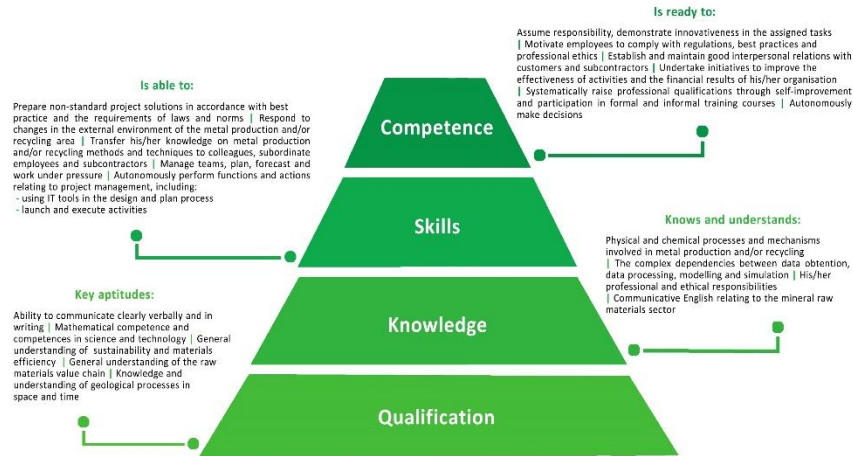 Is ready to:
Assume responsibility, demonstrate innovativeness in the assigned tasks
| Motivate employees to comply with regulations, best practices and
professional ethics | Establish and maintain good interpersonal relations with
customers and subcontractors | Undertake initiatives to improve the
effectiveness of activities and the financial results of his/her organisation
| Systematically raise professional qualifications through self-improvement
and participation in formal and informal training courses | Autonomously
make decisions
Is able to:
Prepare non-standard project solutions in accordance with best
practice and the requirements of laws and norms | Respond to
changes in the external environment of the metal production and/or
recycling area | Transfer his/her knowledge on metal production
and/or recycling methods and techniques to colleagues, subordinate
employees and subcontractors | Manage teams, plan, forecast and
work under pressure | Autonomously perform functions and actions
relating to project management, including:
- using IT tools in the design and plan process
- launch and execute activities
Competence
Skills
Knows and understands:
Physical and chemical processes and mechanisms
involved in metal production and/or recycling
| The complex dependencies between data obtention,
data processing, modelling and simulation | His/her
professional and ethical responsibilities
| Communicative English relating to the mineral raw
materials sector
Key aptitudes:
Ability to communicate clearly verbally and in
writing | Mathematical competence and
competences in science and technology | General
understanding of sustainability and materials
efficiency | General understanding of the raw
materials value chain | Knowledge and
understanding of geological processes in
space and time
Knowledge
Qualification